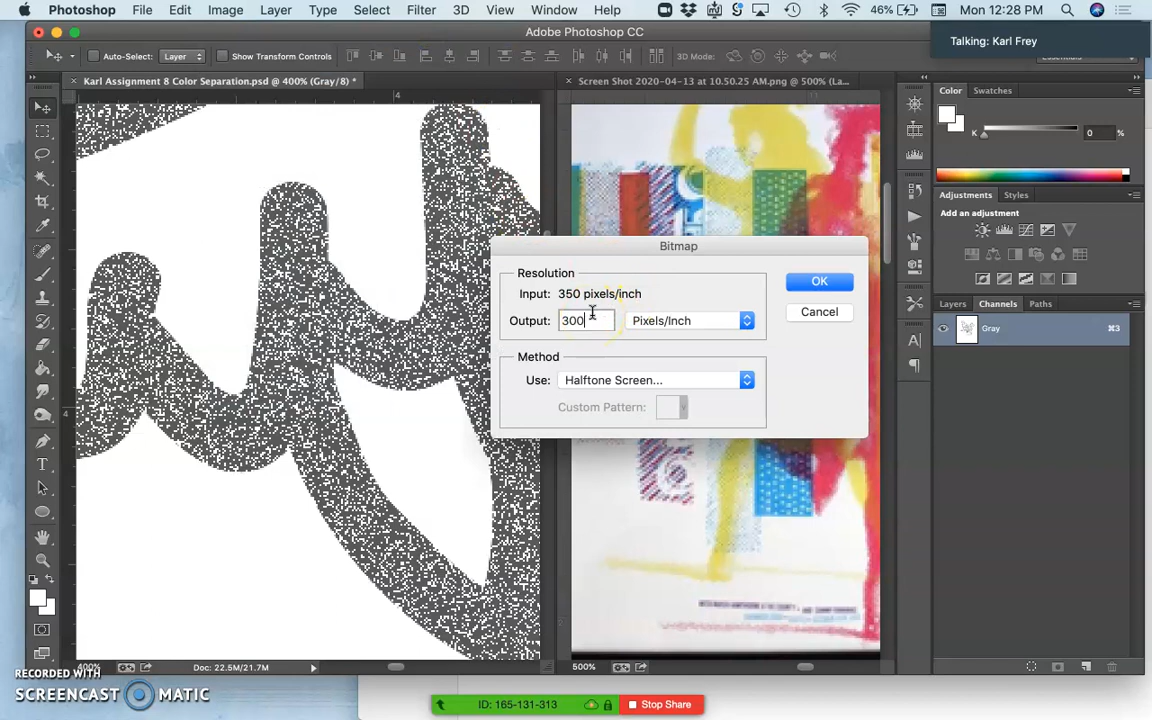 Photoshop File Edit Image Layer Type Select Filter 3D View Window Help 46% Mon 12:28 PM
Adobe Photoshop CC
Talking: Karl Frey
Auto-Select: Layer Show Transform Controls 3D Mode:
Karl Assignment 8 Color Separation.psd @ 400% (Gray/8) *
Screen Shot 2020-04-13 at 10.50.25 AM.png @ 500% (La...
Color Swatches
4
K 0 %
Bitmap
Resolution
Input: 350 pixels/inch
Output: 300 Pixels/Inch
OK
Cancel
Method
Use: Halftone Screen...
Custom Pattern:
Adjustments Styles
Add an adjustment
Layers Channels Paths
Gray ⌘3
4
400% Doc: 22.5M/21.7M
500%
RECORDED WITH
SCREENCAST MATIC
ID: 165-131-313 Stop Share